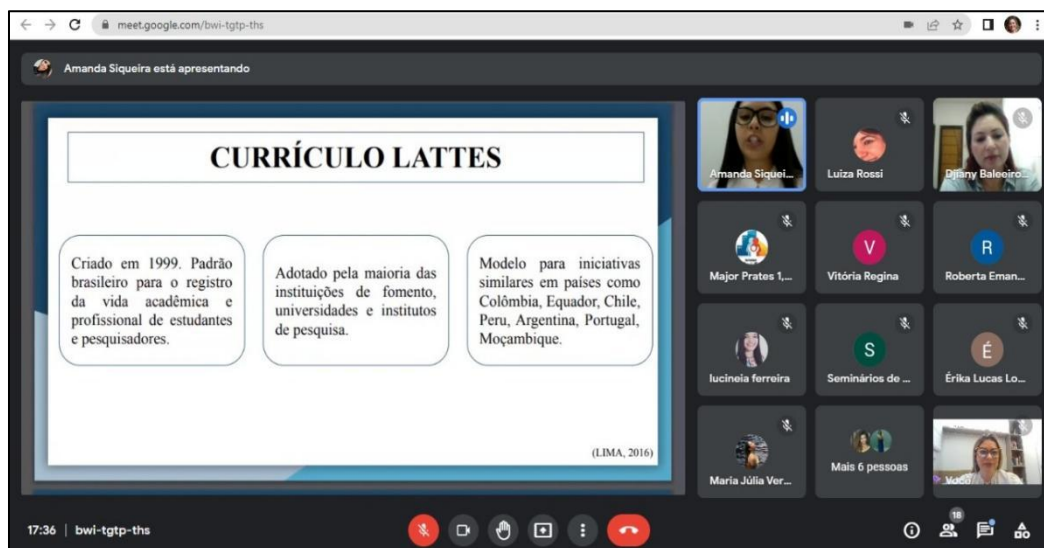 meet.google.com/bwi-tgtp-ths
Amanda Siqueira está apresentando
CURRÍCULO LATTES
Criado em 1999. Padrão
brasileiro para o registro
da vida acadêmica e
profissional de estudantes
e pesquisadores.
Adotado pela maioria das
instituições de fomento,
universidades e institutos
de pesquisa.
Modelo para iniciativas
similares em países como
Colômbia, Equador, Chile,
Peru, Argentina, Portugal,
Moçambique.
(LIMA, 2016)
Amanda Siquei...
Luiza Rossi
Djiany Baleeiro...
Major Prates 1,...
V
Vitória Regina
R
Roberta Eman...
lucineia ferreira
S
Seminários de ...
É
Érika Lucas Lo...
Maria Júlia Ver...
Mais 6 pessoas
Você
17:36 | bwi-tgtp-ths
18